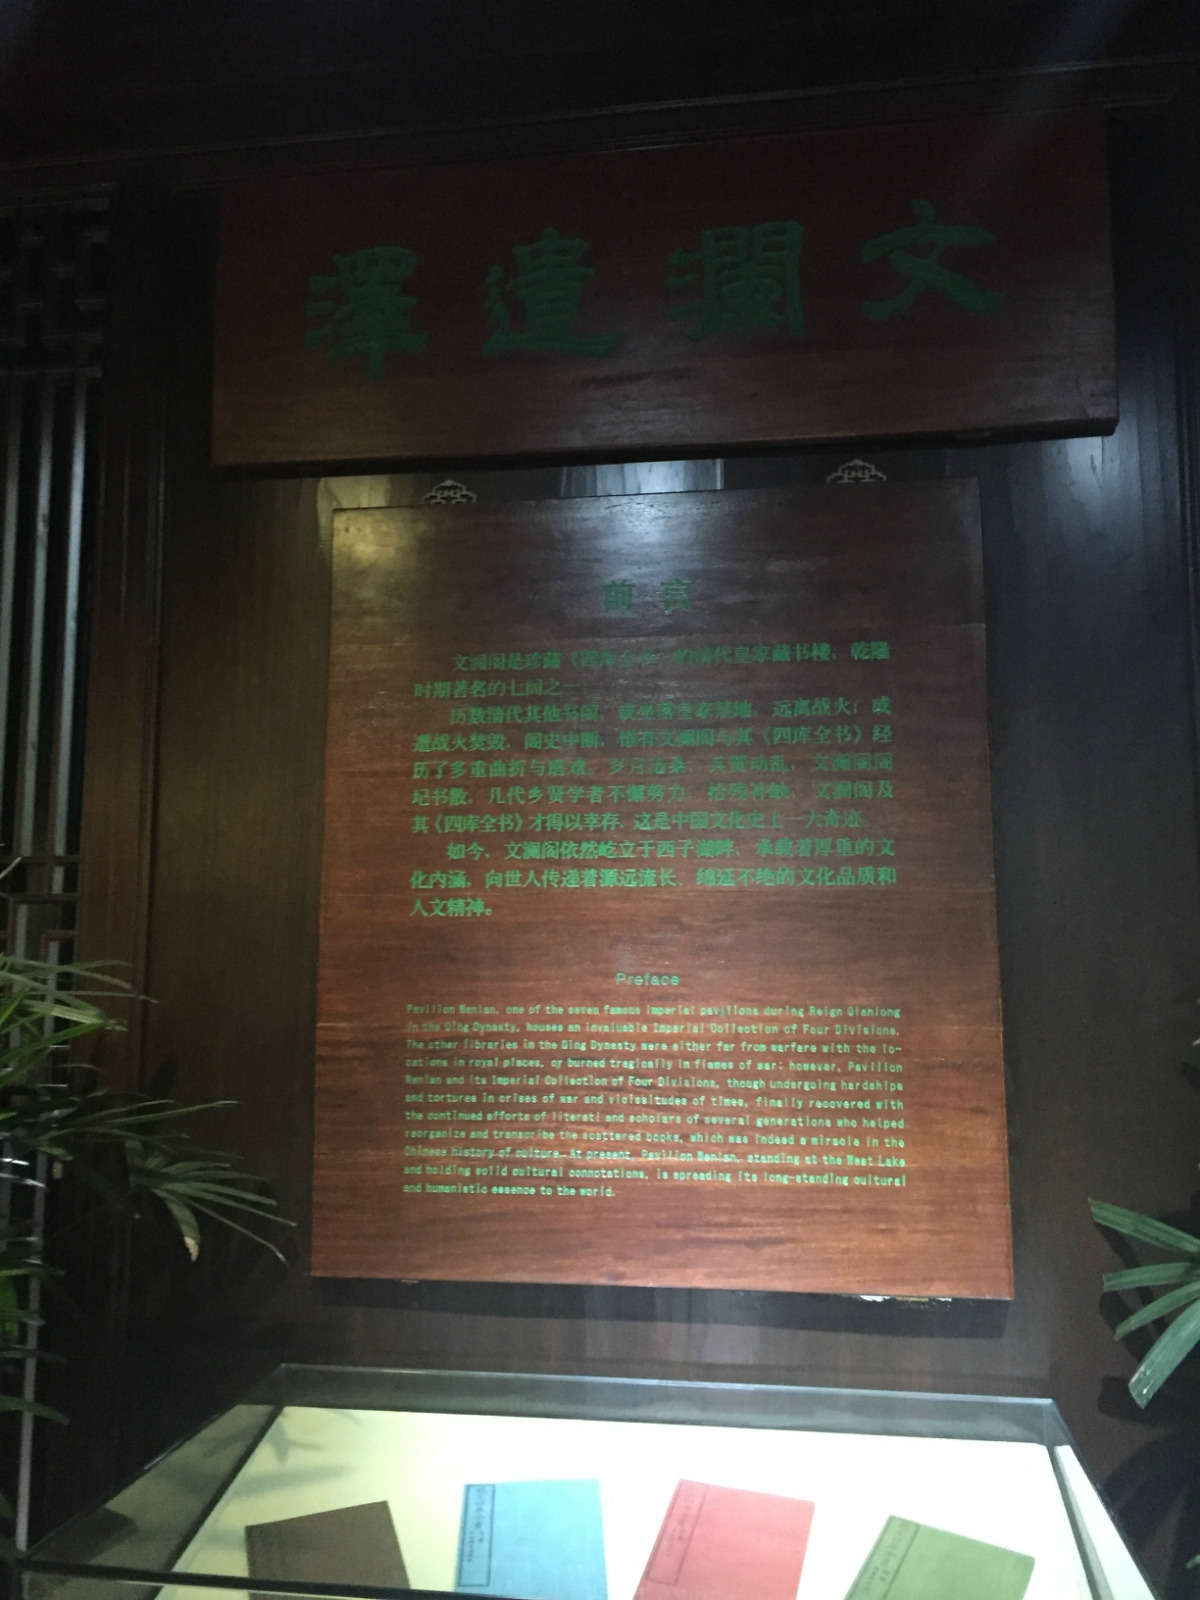 文瀾遺澤
前言
文澜阁是珍藏《四库全书》的清代皇家藏书楼，乾隆
时期著名的七阁之一
历数清代其他书阁，或坐落皇家禁地，远离战火；或
遭战火焚毁，阁史中断，惟有文澜阁与其《四库全书》经
历了多重曲折与磨难。岁月沧桑，兵燹动乱，文澜阁阁
圮书散，几代乡贤学者不懈努力，拾残补缺，文澜阁及
其《四库全书》才得以幸存，这是中国文化史上一大奇迹。
如今，文澜阁依然屹立于西子湖畔，承载着厚重的文
化内涵，向世人传递着源远流长、绵延不绝的文化品质和
人文精神。
Preface
Pavilion Wenlan, one of the seven famous imperial pavilions during Reign Qianlong
in the Qing Dynasty, houses an invaluable Imperial Collection of Four Divisions.
The other libraries in the Qing Dynasty were either far from warfare with the lo-
cations in royal places, or burned tragically in flames of war; however, Pavilion
Wenlan and its Imperial Collection of Four Divisions, though undergoing hardships
and tortures in crises of war and vicissitudes of times, finally recovered with
the continued efforts of literati and scholars of several generations who helped
reorganize and transcribe the scattered books, which was indeed a miracle in the
Chinese history of culture. At present, Pavilion Wenlan, standing at the West Lake
and holding solid cultural connotations, is spreading its long-standing cultural
and humanistic essence to the world.